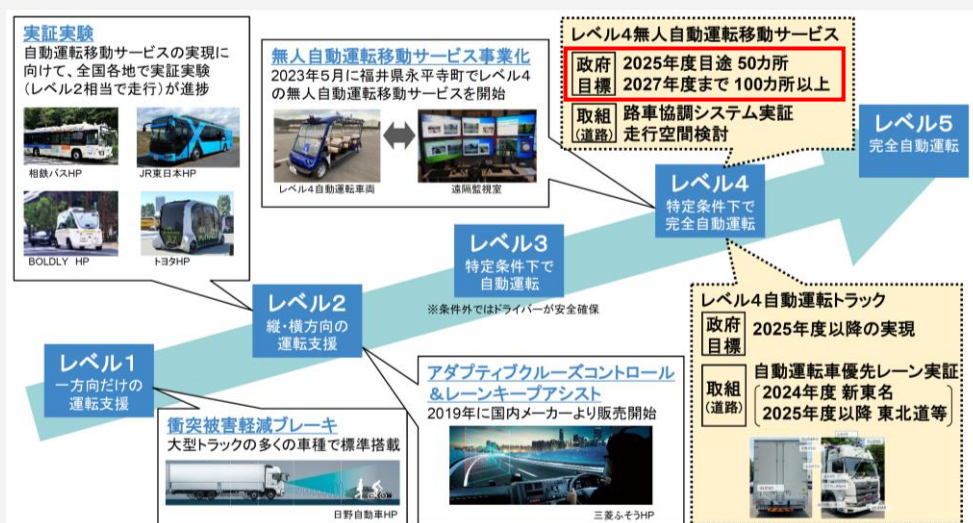 実証実験
自動運転移動サービスの実現に
向けて、全国各地で実証実験
(レベル2相当で走行)が進捗
相鉄バスHP
JR東日本HP
BOLDLY HP
トヨタHP
無人自動運転移動サービス事業化
2023年5月に福井県永平寺町でレベル4
の無人自動運転移動サービスを開始
レベル4自動運転車両
遠隔監視室
レベル4無人自動運転移動サービス
政府
目標
2025年度目途 50カ所
2027年度まで 100カ所以上
取組
(道路)
路車協調システム実証
走行空間検討
レベル5
完全自動運転
レベル4
特定条件下で
完全自動運転
レベル3
特定条件下で
自動運転
※条件外ではドライバーが安全確保
レベル2
縦・横方向の
運転支援
レベル1
一方向だけの
運転支援
衝突被害軽減ブレーキ
大型トラックの多くの車種で標準搭載
日野自動車HP
アダプティブクルーズコントロール
&レーンキープアシスト
2019年に国内メーカーより販売開始
三菱ふそうHP
レベル4自動運転トラック
政府
目標
2025年度以降の実現
取組
(道路)
自動運転車優先レーン実証
2024年度 新東名
2025年度以降 東北道等